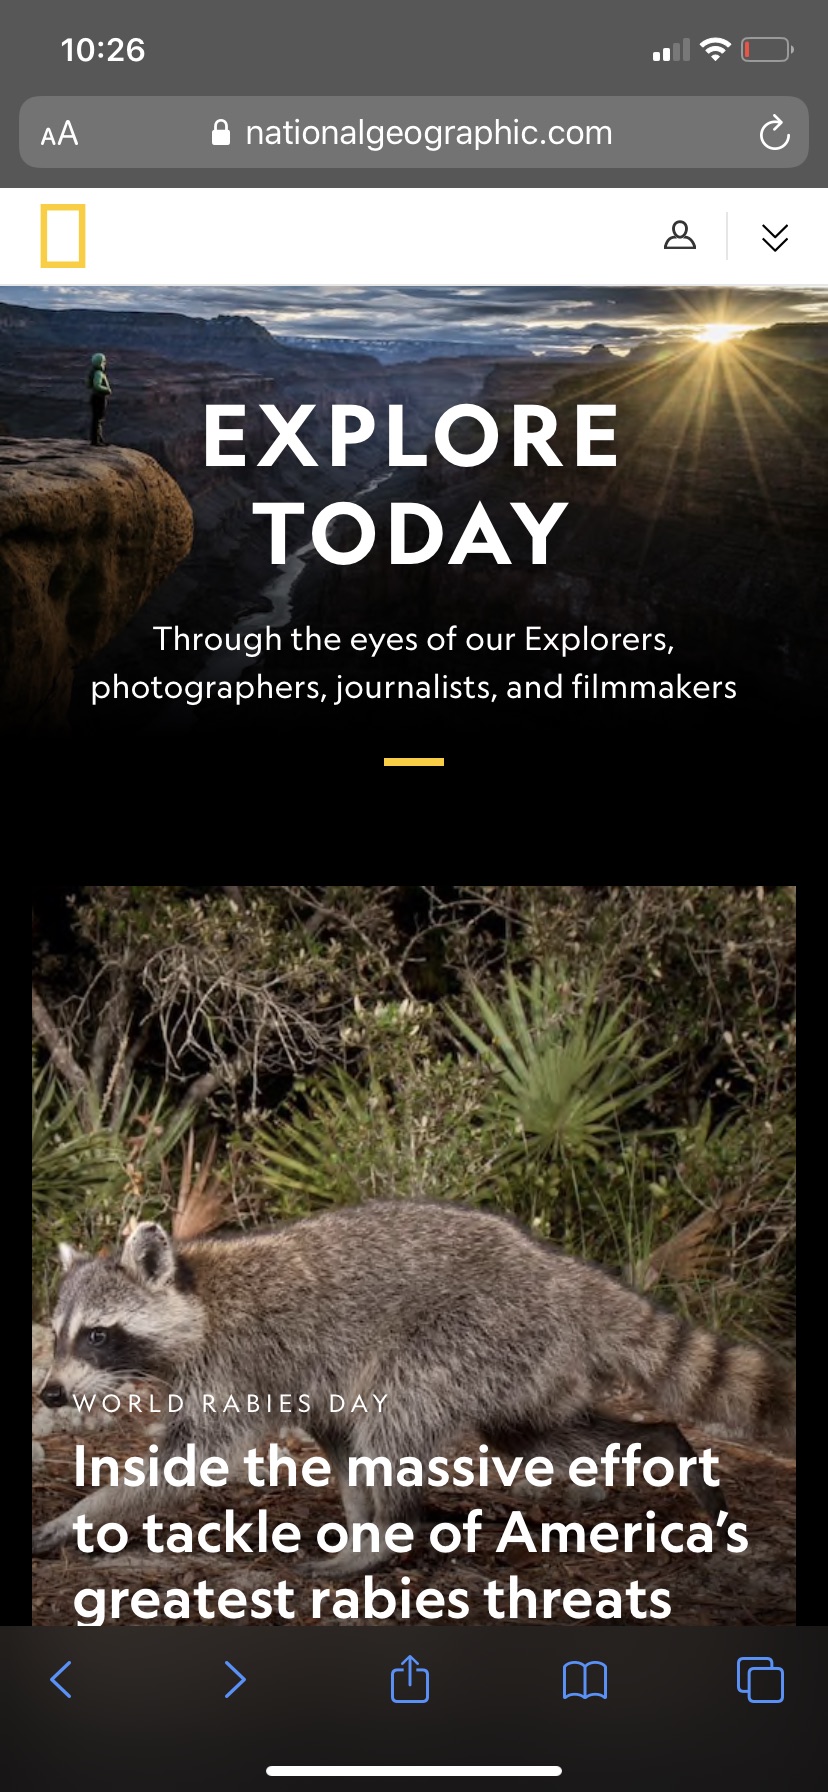 10:26
AA
nationalgeographic.com
EXPLORE
TODAY
Through the eyes of our Explorers,
photographers, journalists, and filmmakers
WORLD RABIES DAY
Inside the massive effort
to tackle one of America’s
greatest rabies threats